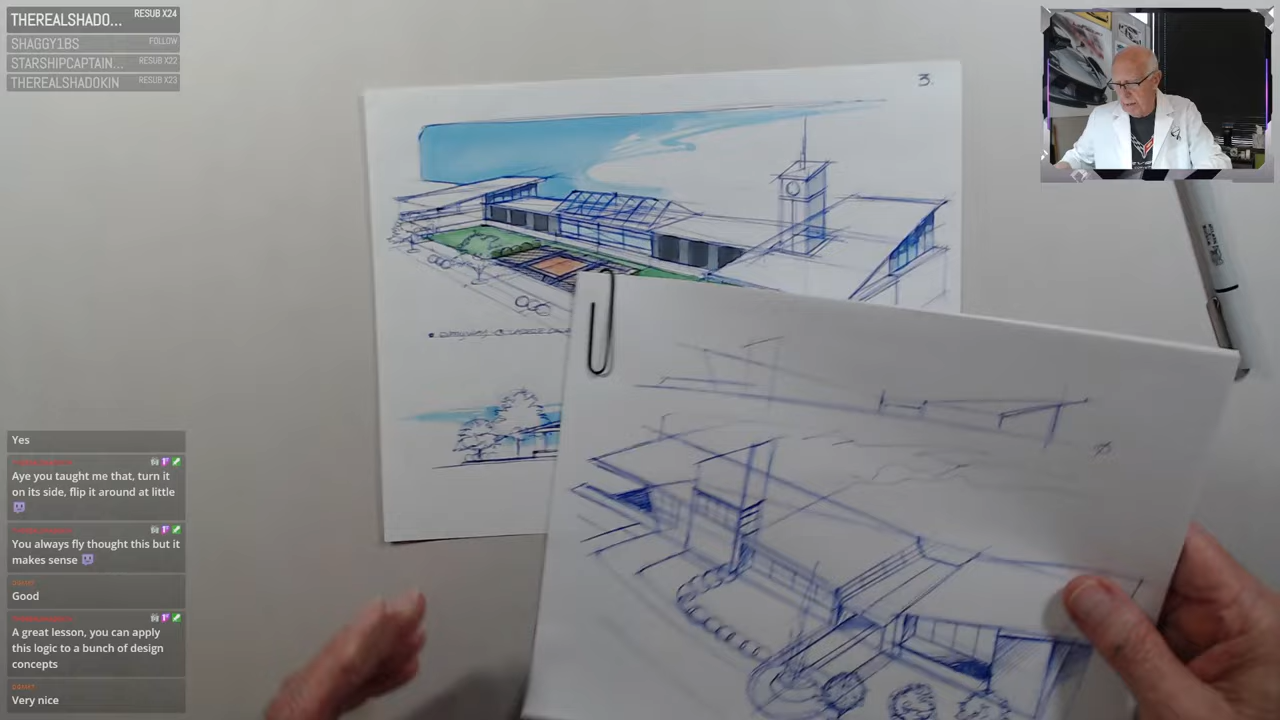 THEREALSHADO...
RESUB X24
SHAGGY1BS
FOLLOW
STARSHIPCAPTAIN...
RESUB X22
THEREALSHADOKIN
RESUB X23
3.
Yes
Aye you taught me that, turn it
on its side, flip it around at little
You always fly thought this but it
makes sense
Good
A great lesson, you can apply
this logic to a bunch of design
concepts
Very nice